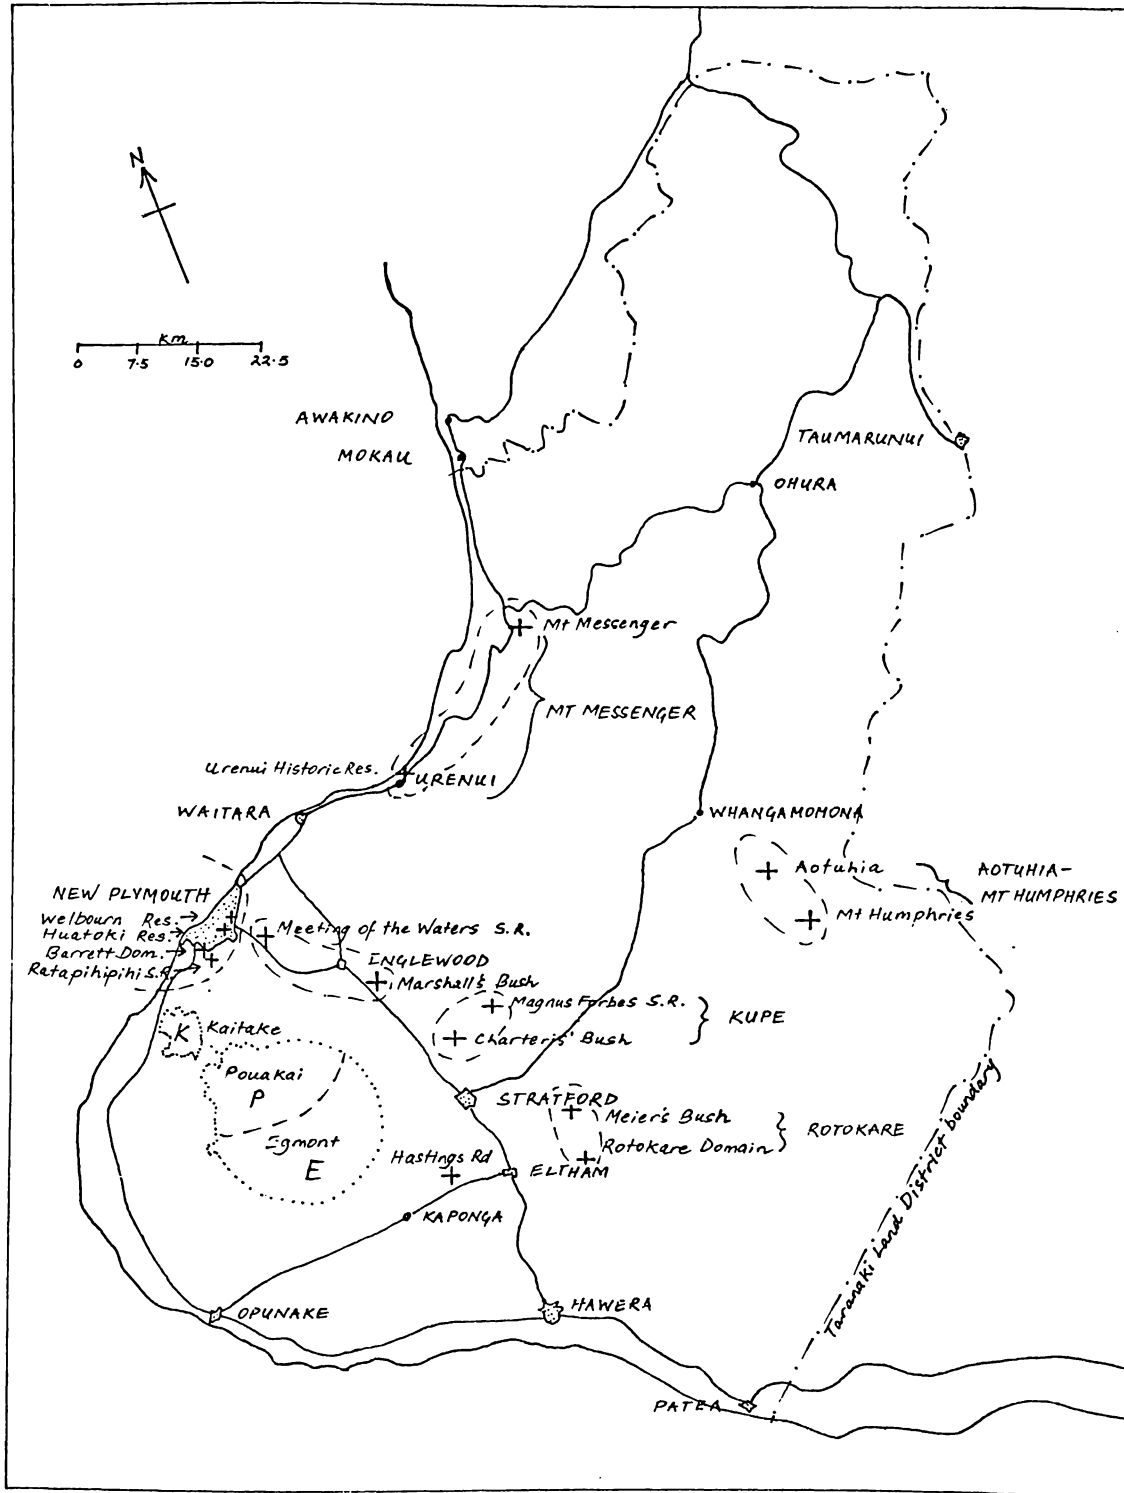 N
km
0 7.5 15.0 22.5
AWAKINO
MOKAU
TAUMARUNUI
OHURA
Mt Messenger
MT MESSENGER
Urenui Historic Res.
URENUI
WAITARA
WHANGAMOMONA
Aotuhia
AOTUHIA-
MT HUMPHRIES
Mt Humphries
NEW PLYMOUTH
Welbourn Res.
Huatoki Res.
Barrett Dom.
Ratapihipihi S.R.
Meeting of the Waters S.R.
INGLEWOOD
Marshall's Bush
Magnus Forbes S.R.
KUPE
Charteris' Bush
K Kaitake
Pouakai
P
Egmont
E
STRATFORD
Meier's Bush
ROTOKARE
Rotokare Domain
Hastings Rd
ELTHAM
KAPONGA
Taranaki Land District boundary
OPUNAKE
HAWERA
PATEA